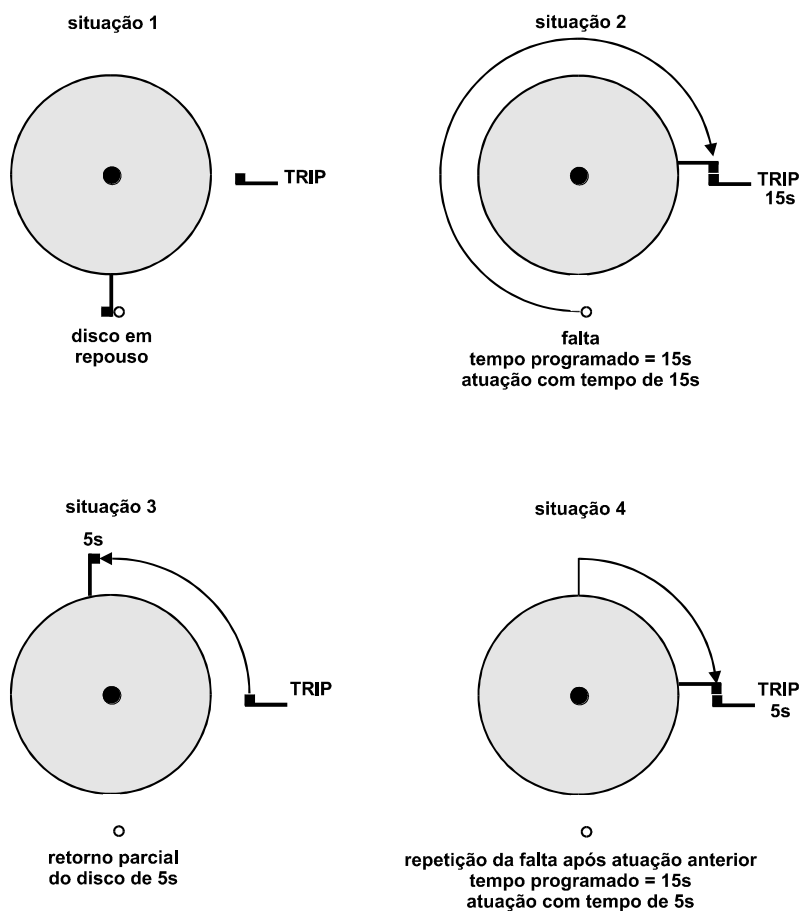 situação 1
TRIP
disco em
repouso
situação 2
TRIP
15s
falta
tempo programado = 15s
atuação com tempo de 15s
situação 3
5s
TRIP
retorno parcial
do disco de 5s
situação 4
TRIP
5s
repetição da falta após atuação anterior
tempo programado = 15s
atuação com tempo de 5s